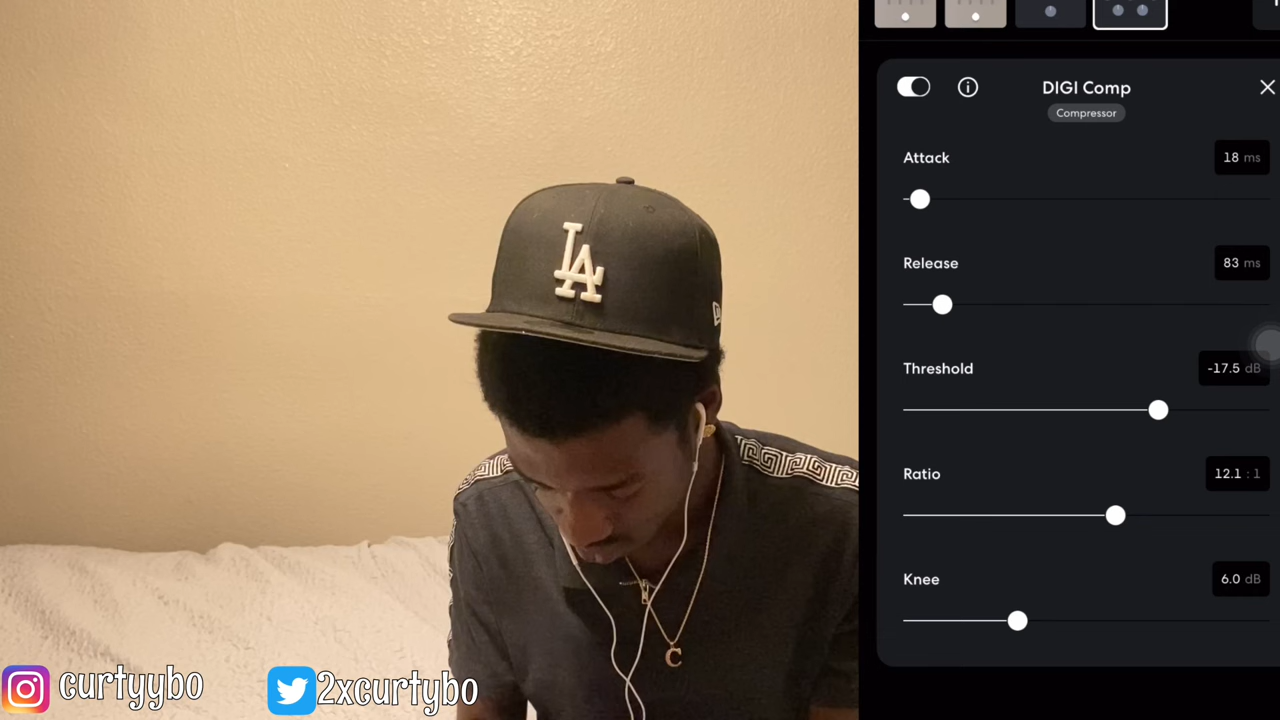 LA
C
curtyybo
2xcurtybo
DIGI Comp
Compressor
Attack
18 ms
Release
83 ms
Threshold
-17.5 dB
Ratio
12.1 : 1
Knee
6.0 dB